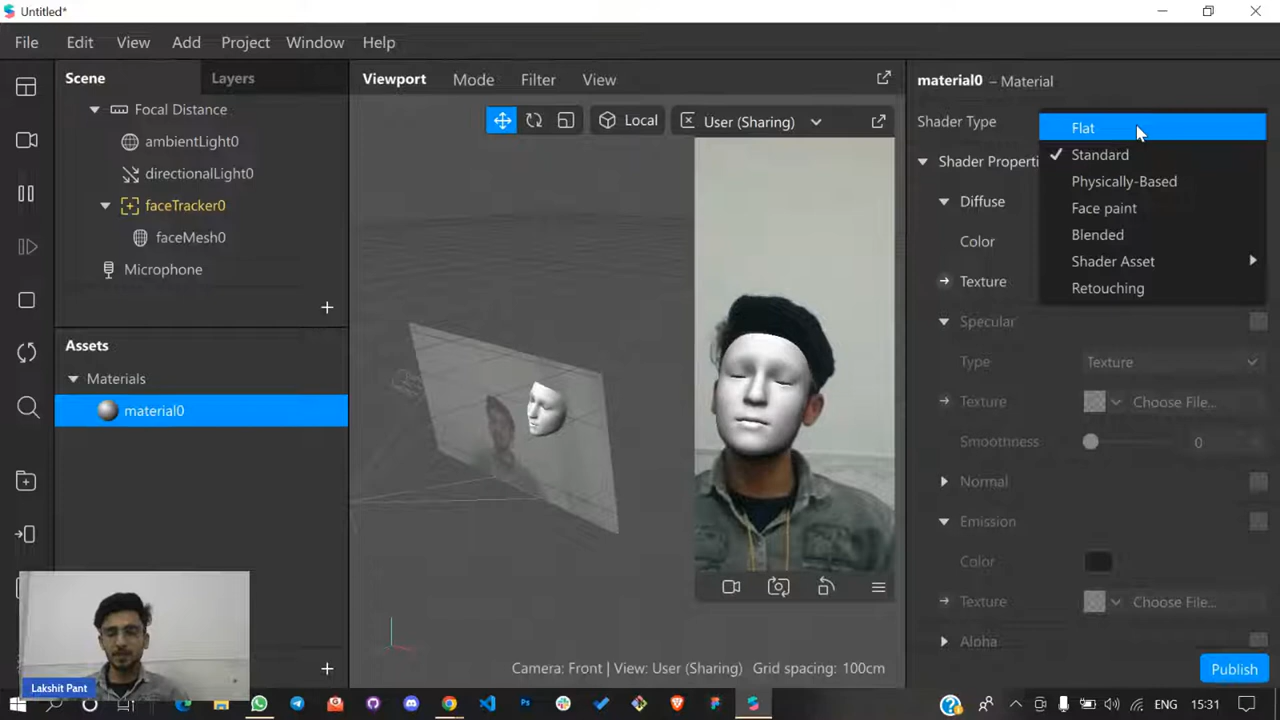 Untitled*
File Edit View Add Project Window Help
Scene Layers
Focal Distance
ambientLight0
directionalLight0
faceTracker0
faceMesh0
Microphone
Assets
Materials
material0
Viewport Mode Filter View
Local User (Sharing)
Camera: Front | View: User (Sharing) Grid spacing: 100cm
material0 – Material
Shader Type
Flat
Standard
Physically-Based
Face paint
Blended
Shader Asset
Retouching
Diffuse
Color
Texture
Specular
Type Texture
Texture Choose File...
Smoothness 0
Normal
Emission
Color
Texture Choose File...
Alpha
Publish
Lakshit Pant
ENG 15:31